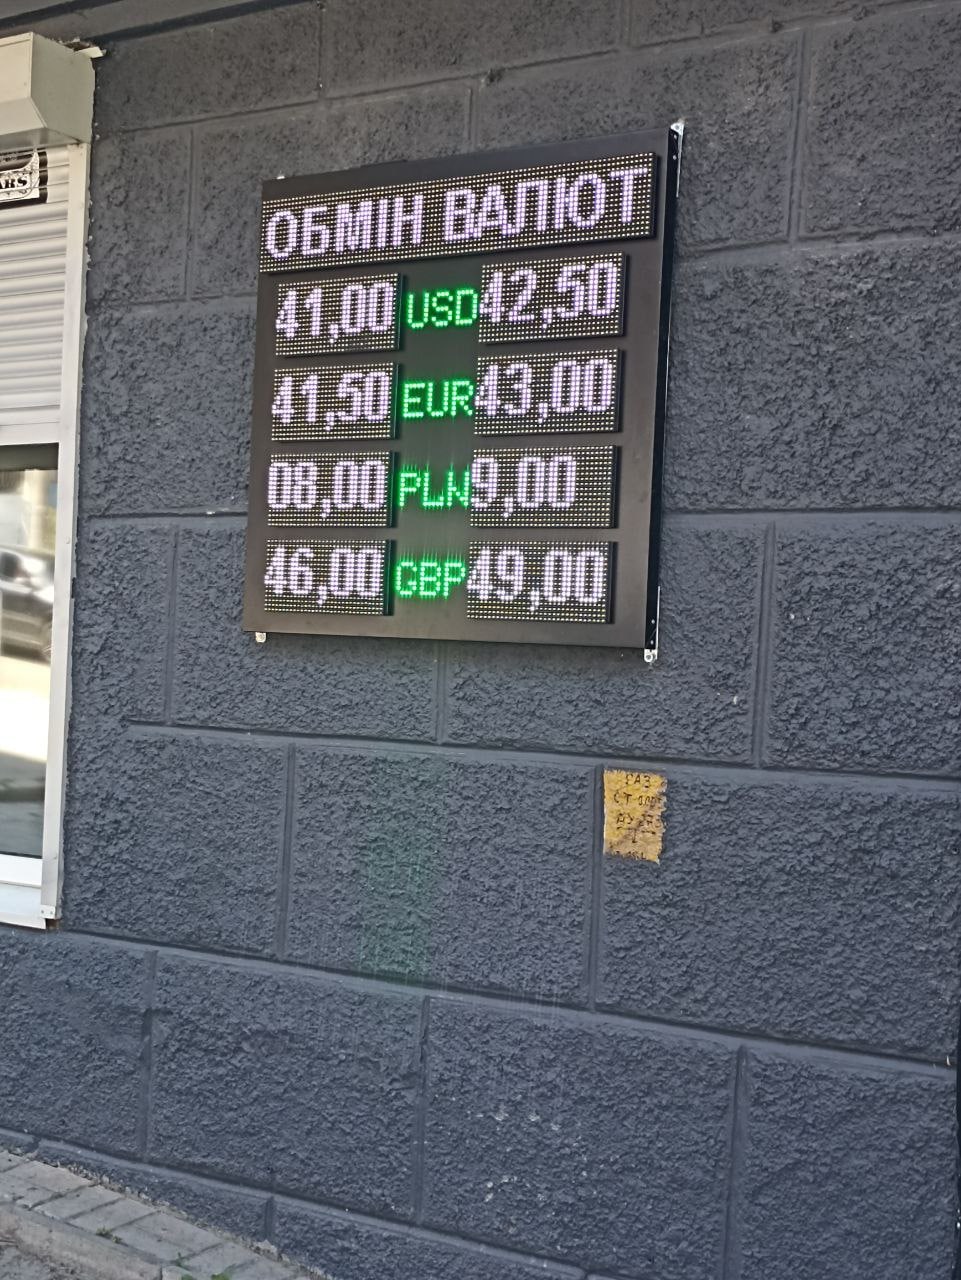 ОБМІН ВАЛЮТ
41,00 USD 42,50
41,50 EUR 43,00
08,00 PLN 9,00
46,00 GBP 49,00